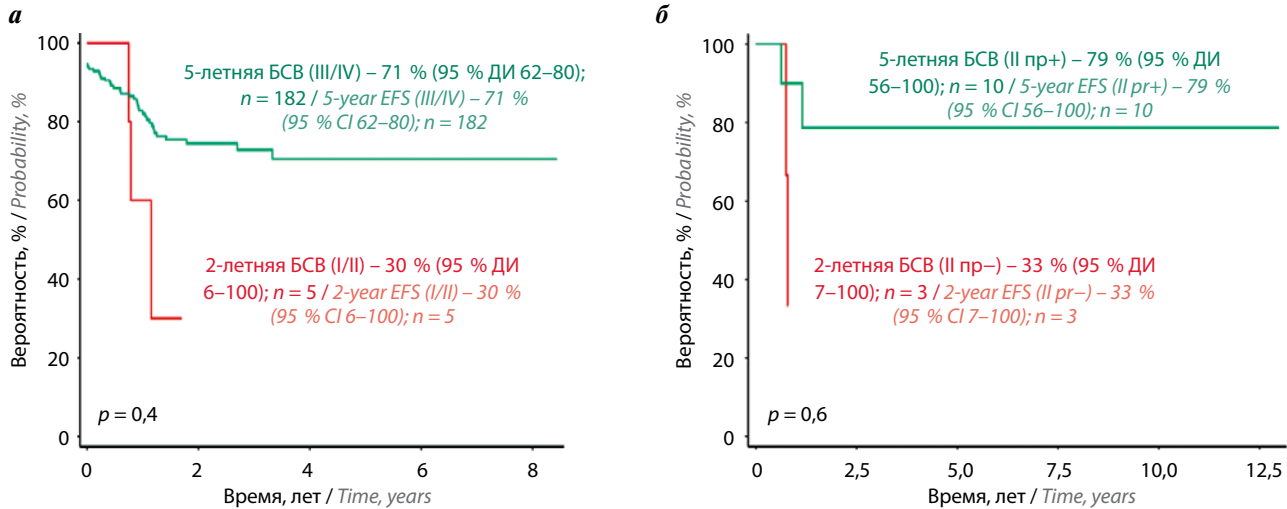 а
100
80
60
40
20
0
Вероятность, % / Probability, %
5-летняя БСВ (III/IV) – 71 % (95 % ДИ 62–80);
n = 182 / 5-year EFS (III/IV) – 71 %
(95 % CI 62–80); n = 182
2-летняя БСВ (I/II) – 30 % (95 % ДИ
6–100); n = 5 / 2-year EFS (I/II) – 30 %
(95 % CI 6–100); n = 5
p = 0,4
0 2 4 6 8
Время, лет / Time, years
б
100
80
60
40
20
0
Вероятность, % / Probability, %
5-летняя БСВ (II пр+) – 79 % (95 % ДИ
56–100); n = 10 / 5-year EFS (II pr+) – 79 %
(95 % CI 56–100); n = 10
2-летняя БСВ (II пр−) – 33 % (95 % ДИ
7–100); n = 3 / 2-year EFS (II pr−) – 33 %
(95 % CI 7–100); n = 3
p = 0,6
0 2,5 5,0 7,5 10,0 12,5
Время, лет / Time, years